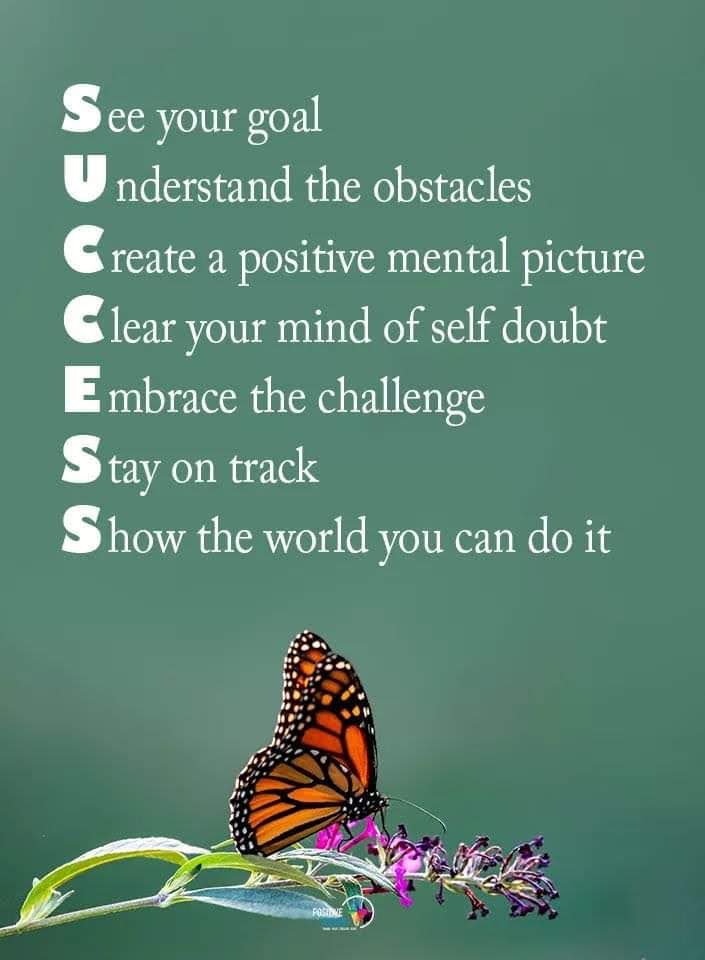 See your goal
Understand the obstacles
Create a positive mental picture
Clear your mind of self doubt
Embrace the challenge
Stay on track
Show the world you can do it
POSITIVE